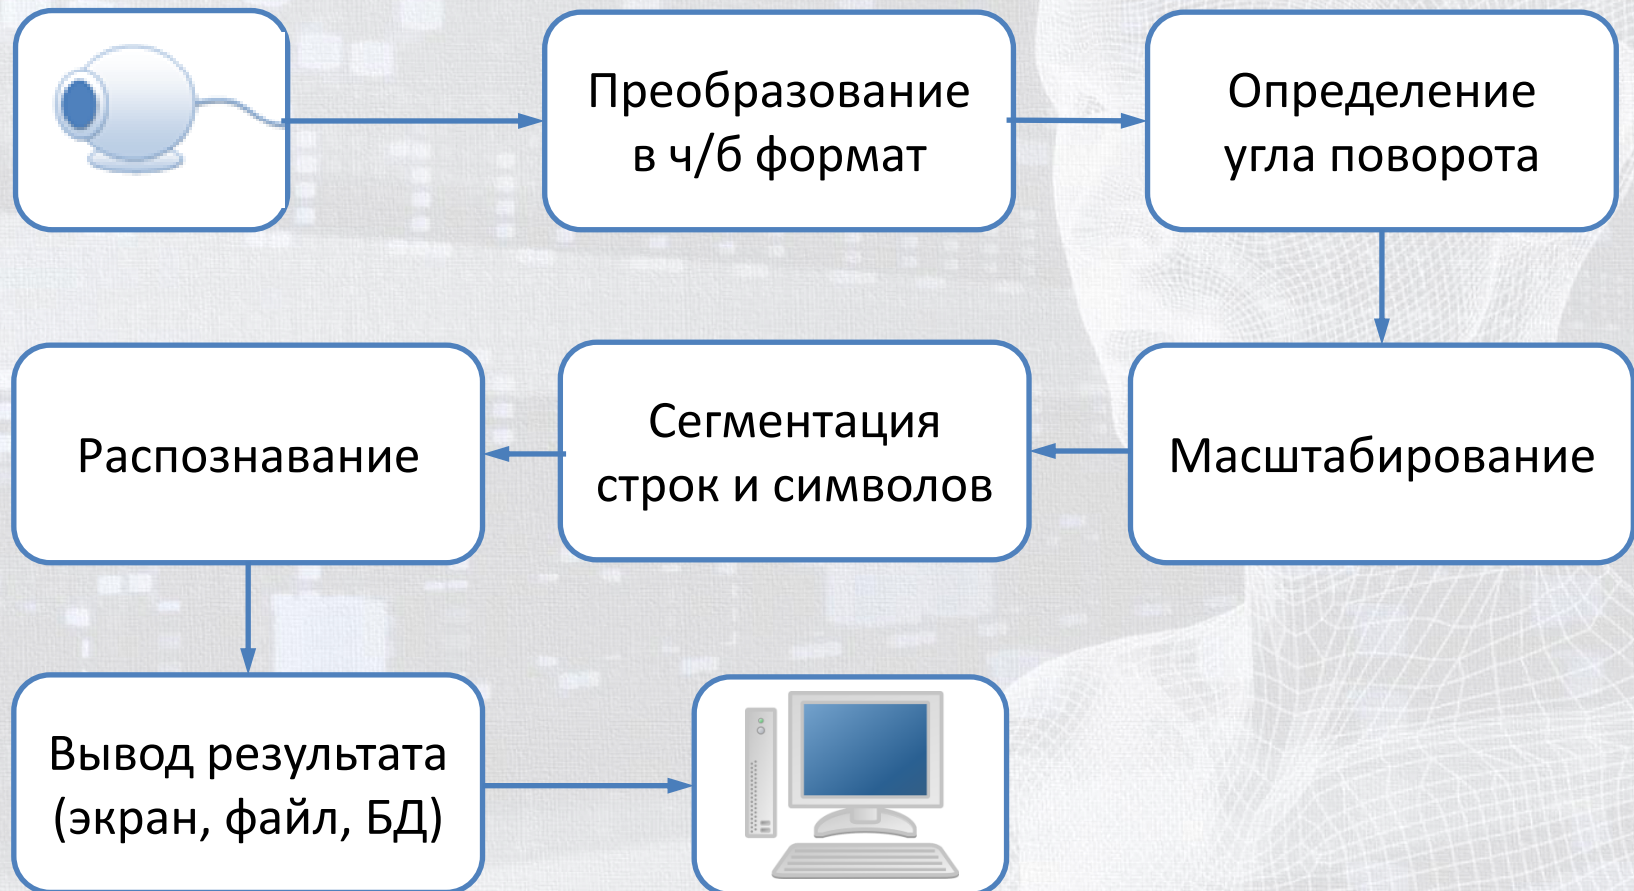 Преобразование
в ч/б формат
Определение
угла поворота
Масштабирование
Сегментация
строк и символов
Распознавание
Вывод результата
(экран, файл, БД)